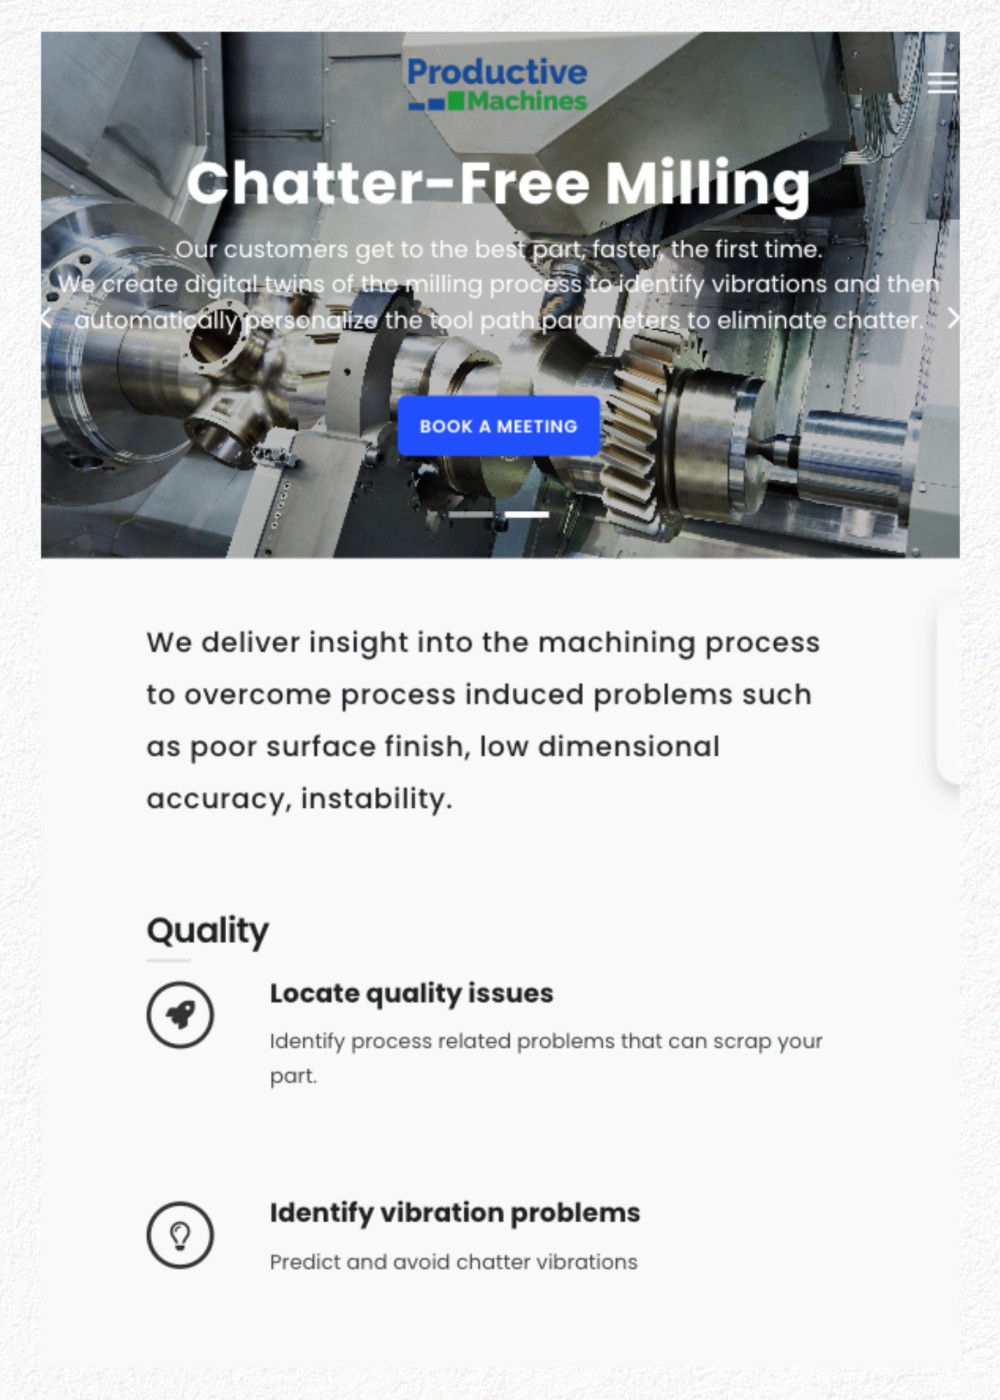 Productive
Machines
Chatter-Free Milling
Our customers get to the best part, faster, the first time.
We create digital twins of the milling process to identify vibrations and then
automatically personalize the tool path parameters to eliminate chatter.
BOOK A MEETING
We deliver insight into the machining process
to overcome process induced problems such
as poor surface finish, low dimensional
accuracy, instability.
Quality
Locate quality issues
Identify process related problems that can scrap your
part.
Identify vibration problems
Predict and avoid chatter vibrations